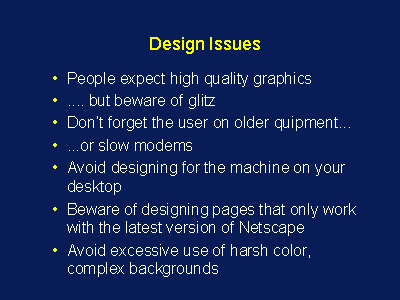 Design Issues
• People expect high quality graphics
• .... but beware of glitz
• Don't forget the user on older quipment...
• ...or slow modems
• Avoid designing for the machine on your
desktop
• Beware of designing pages that only work
with the latest version of Netscape
• Avoid excessive use of harsh color,
complex backgrounds